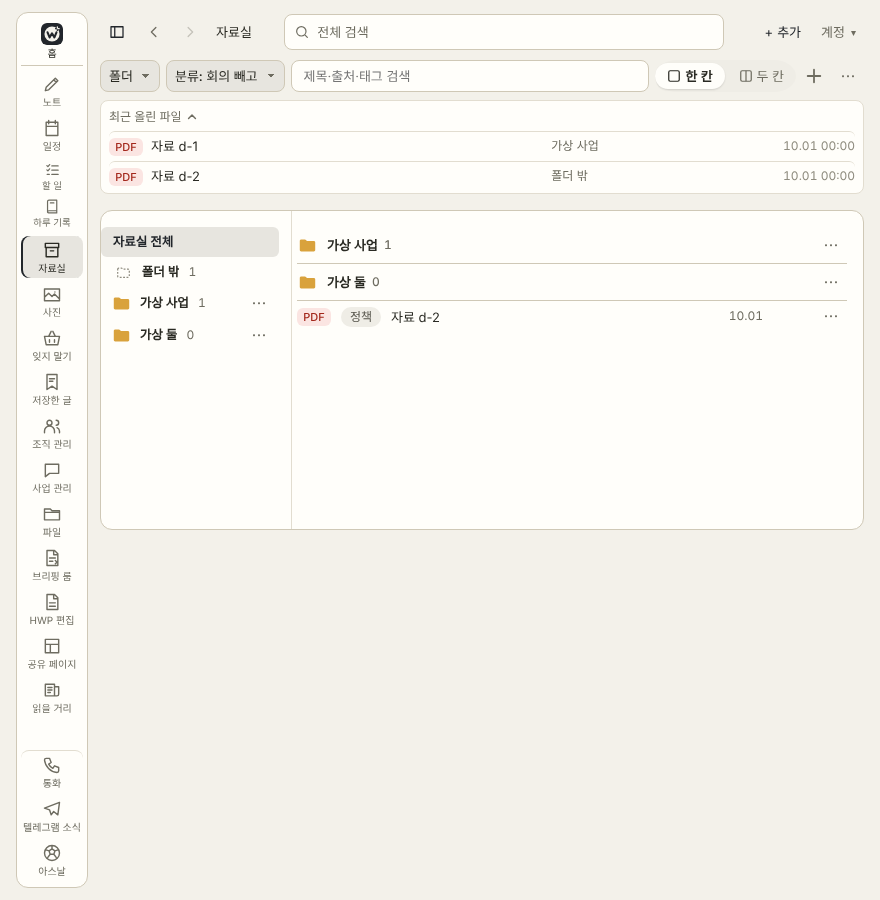 홈
노트
일정
할 일
하루 기록
자료실
사진
잊지 말기
저장한 글
조직 관리
사업 관리
파일
브리핑 룸
HWP 편집
공유 페이지
읽을 거리
통화
텔레그램 소식
아스날
자료실
전체 검색
+ 추가
계정 ▾
폴더
분류: 회의 빼고
제목·출처·태그 검색
한 칸
두 칸
최근 올린 파일
PDF 자료 d-1 가상 사업 10.01 00:00
PDF 자료 d-2 폴더 밖 10.01 00:00
자료실 전체
폴더 밖 1
가상 사업 1
가상 둘 0
가상 사업 1
가상 둘 0
PDF 정책 자료 d-2 10.01